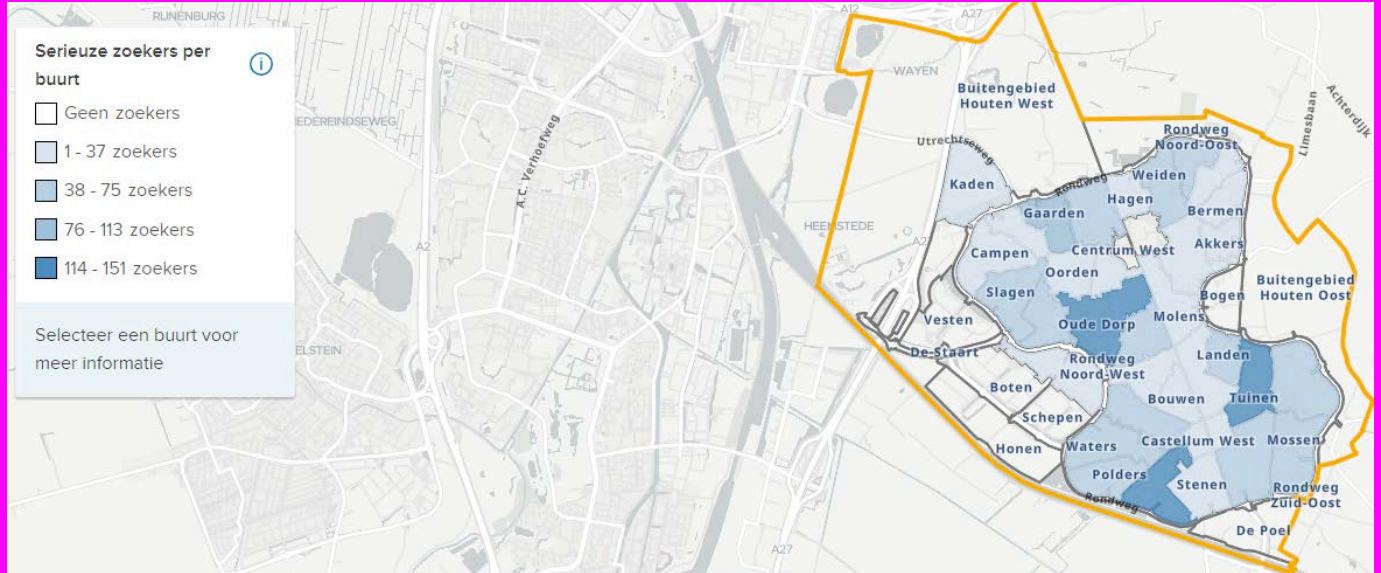 RIJNENBURG
Serieuze zoekers per
buurt
Geen zoekers
1 - 37 zoekers
38 - 75 zoekers
76 - 113 zoekers
114 - 151 zoekers
Selecteer een buurt voor
meer informatie
EDEREINDSEWEG
A.C. Verhoefweg
A2
ELSTEIN
A12
A27
WAYEN
Buitengebied
Houten West
Achterdijk
Limesbaan
Utrechtseweg
Rondweg
Noord-Oost
Rondweg
Weiden
Kaden
Hagen
Gaarden
Bermen
HEEMSTEDE
A27
Campen
Centrum West
Akkers
Oorden
Buitengebied
Houten Oost
Slagen
Bogen
Vesten
Oude Dorp
Molens
De Staart
Rondweg
Noord-West
Landen
Boten
Bouwen
Tuinen
Schepen
Honen
Waters
Castellum West
Mossen
Polders
Stenen
Rondweg
Zuid-Oost
Rondweg
De Poel
A27